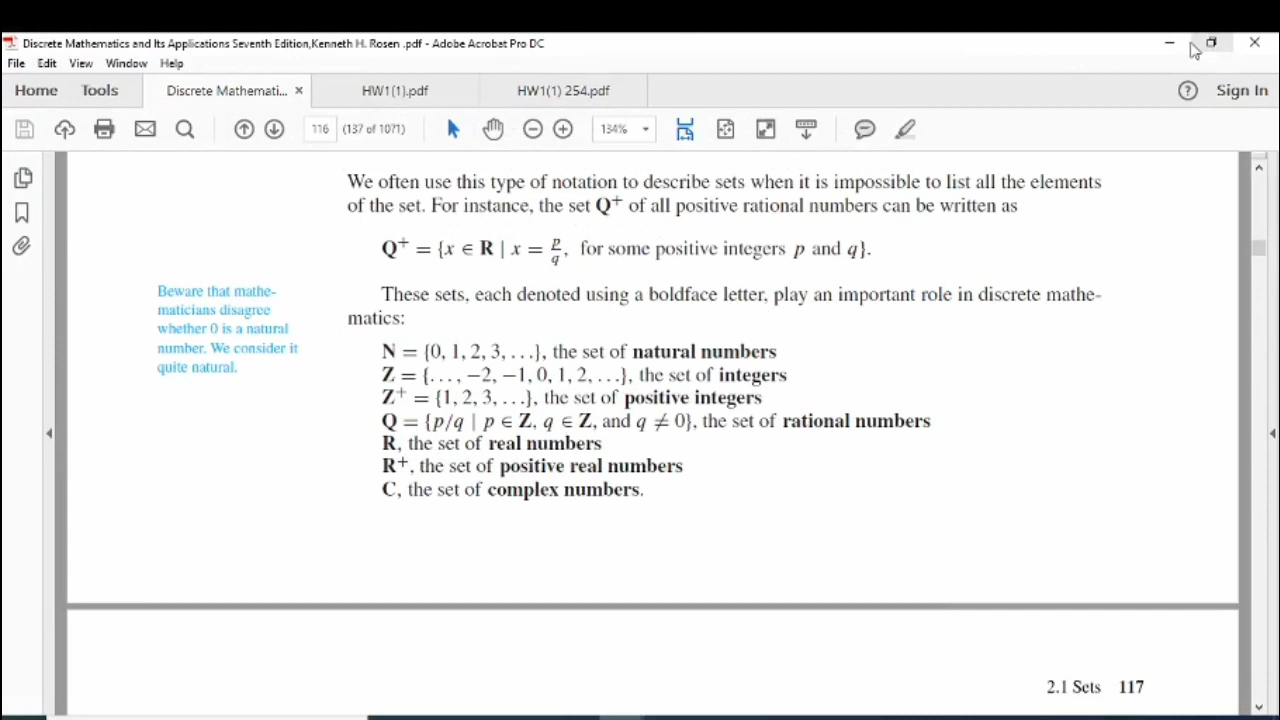 Discrete Mathematics and Its Applications Seventh Edition,Kenneth H. Rosen .pdf - Adobe Acrobat Pro DC
File Edit View Window Help
Home Tools Discrete Mathemati... × HW1(1).pdf HW1(1) 254.pdf ? Sign In
116 (137 of 1071) 134%
We often use this type of notation to describe sets when it is impossible to list all the elements
of the set. For instance, the set Q⁺ of all positive rational numbers can be written as
Q⁺ = {x ∈ R | x = p/q, for some positive integers p and q}.
Beware that mathe-
maticians disagree
whether 0 is a natural
number. We consider it
quite natural.
These sets, each denoted using a boldface letter, play an important role in discrete mathe-
matics:
N = {0, 1, 2, 3, . . .}, the set of natural numbers
Z = {. . . , −2, −1, 0, 1, 2, . . .}, the set of integers
Z⁺ = {1, 2, 3, . . .}, the set of positive integers
Q = {p/q | p ∈ Z, q ∈ Z, and q ≠ 0}, the set of rational numbers
R, the set of real numbers
R⁺, the set of positive real numbers
C, the set of complex numbers.
2.1 Sets 117